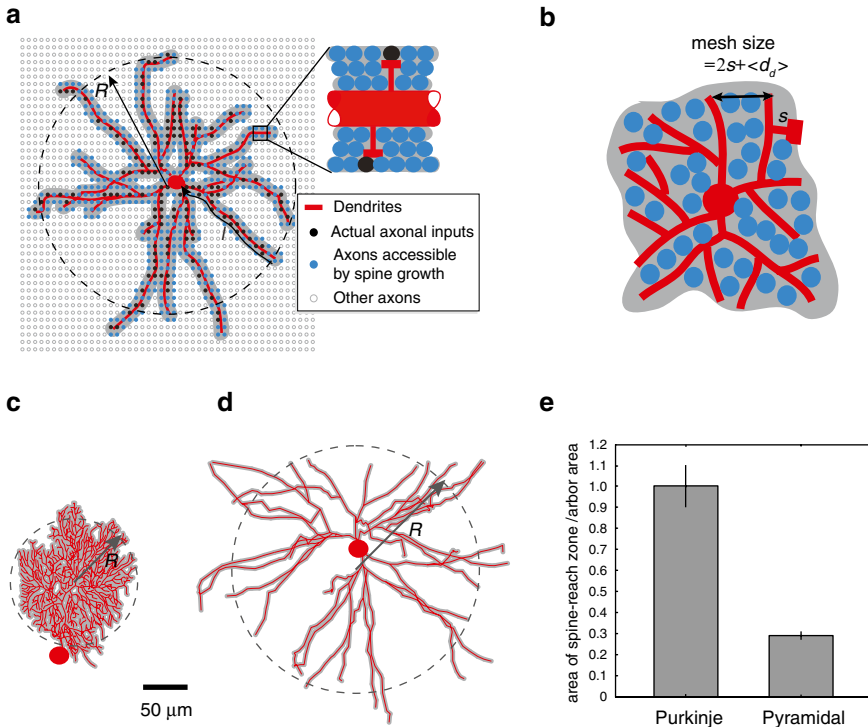 a
R
l
Dendrites
Actual axonal inputs
Axons accessible
by spine growth
Other axons
b
mesh size
=2s+<d_d>
s
c
R
50 μm
d
R
e
area of spine-reach zone /arbor area
1.2
1.1
1.0
0.9
0.8
0.7
0.6
0.5
0.4
0.3
0.2
0.1
0
Purkinje
Pyramidal